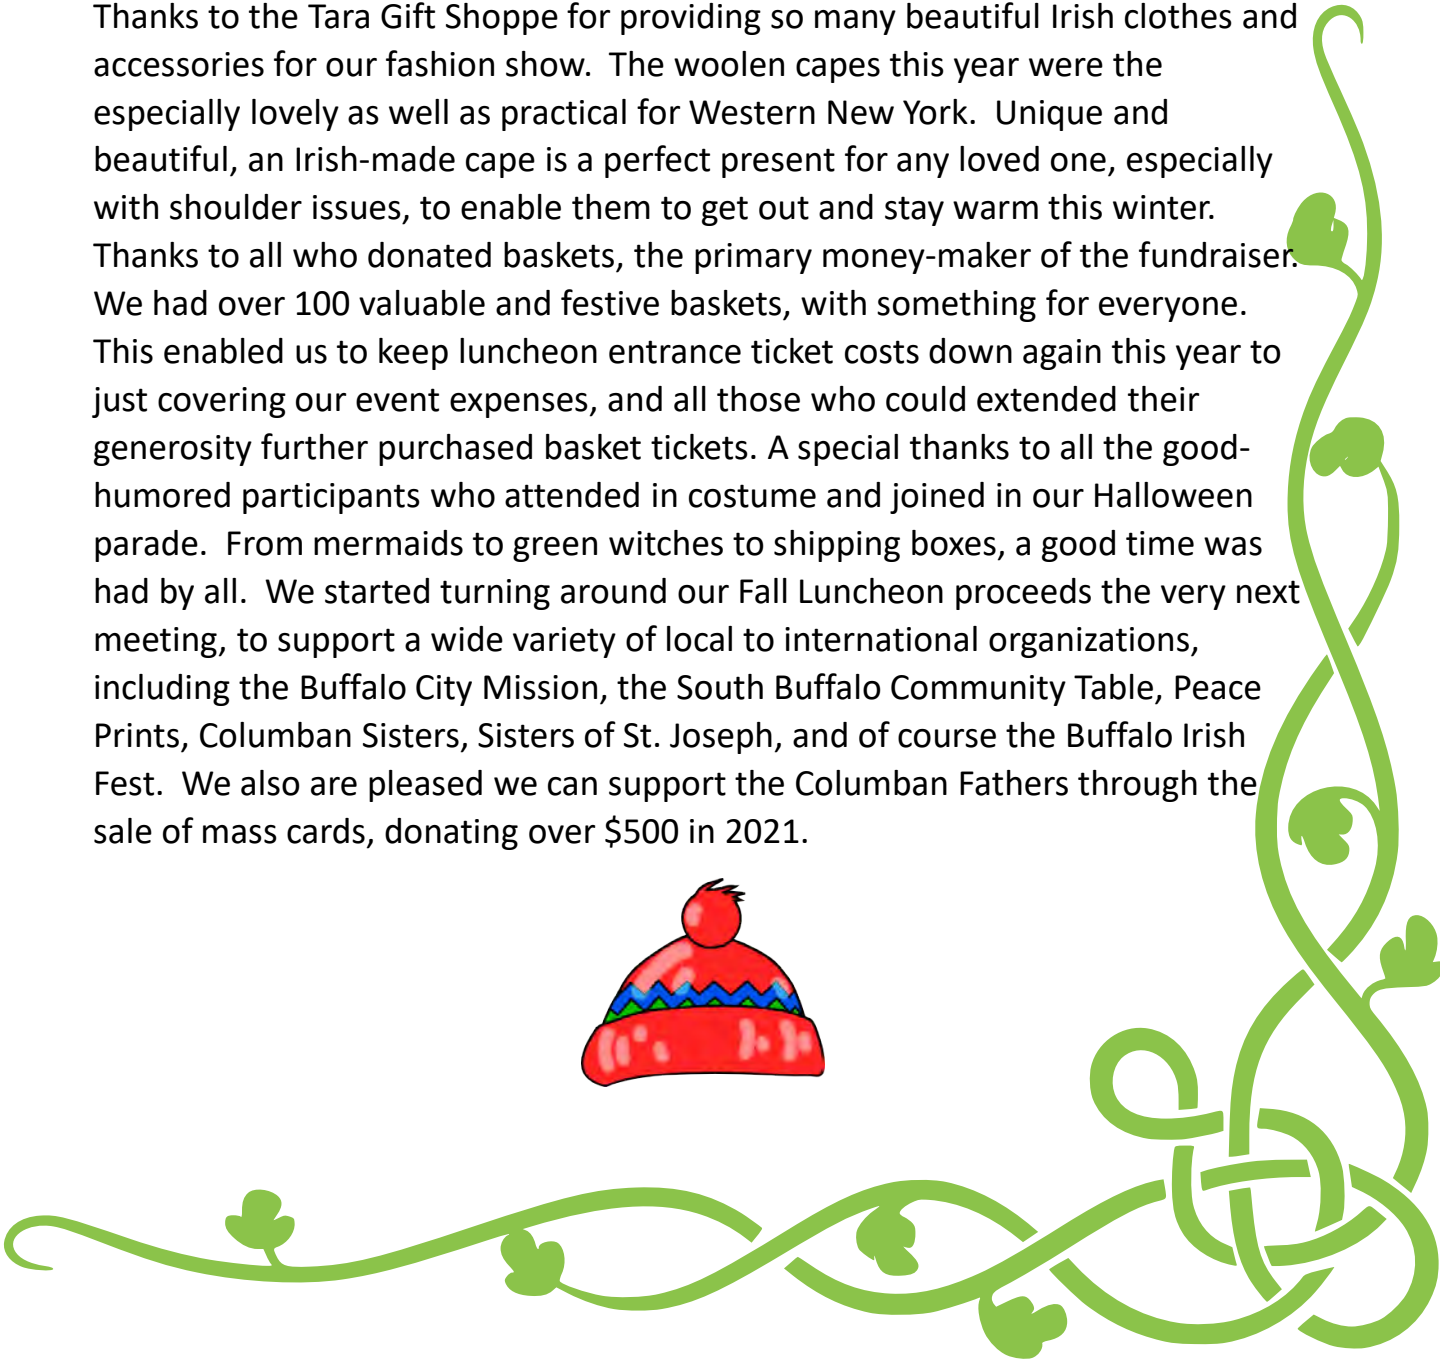 Thanks to the Tara Gift Shoppe for providing so many beautiful Irish clothes and
accessories for our fashion show.  The woolen capes this year were the
especially lovely as well as practical for Western New York.  Unique and
beautiful, an Irish-made cape is a perfect present for any loved one, especially
with shoulder issues, to enable them to get out and stay warm this winter.
Thanks to all who donated baskets, the primary money-maker of the fundraiser.
We had over 100 valuable and festive baskets, with something for everyone.
This enabled us to keep luncheon entrance ticket costs down again this year to
just covering our event expenses, and all those who could extended their
generosity further purchased basket tickets. A special thanks to all the good-
humored participants who attended in costume and joined in our Halloween
parade.  From mermaids to green witches to shipping boxes, a good time was
had by all.  We started turning around our Fall Luncheon proceeds the very next
meeting, to support a wide variety of local to international organizations,
including the Buffalo City Mission, the South Buffalo Community Table, Peace
Prints, Columban Sisters, Sisters of St. Joseph, and of course the Buffalo Irish
Fest.  We also are pleased we can support the Columban Fathers through the
sale of mass cards, donating over $500 in 2021.